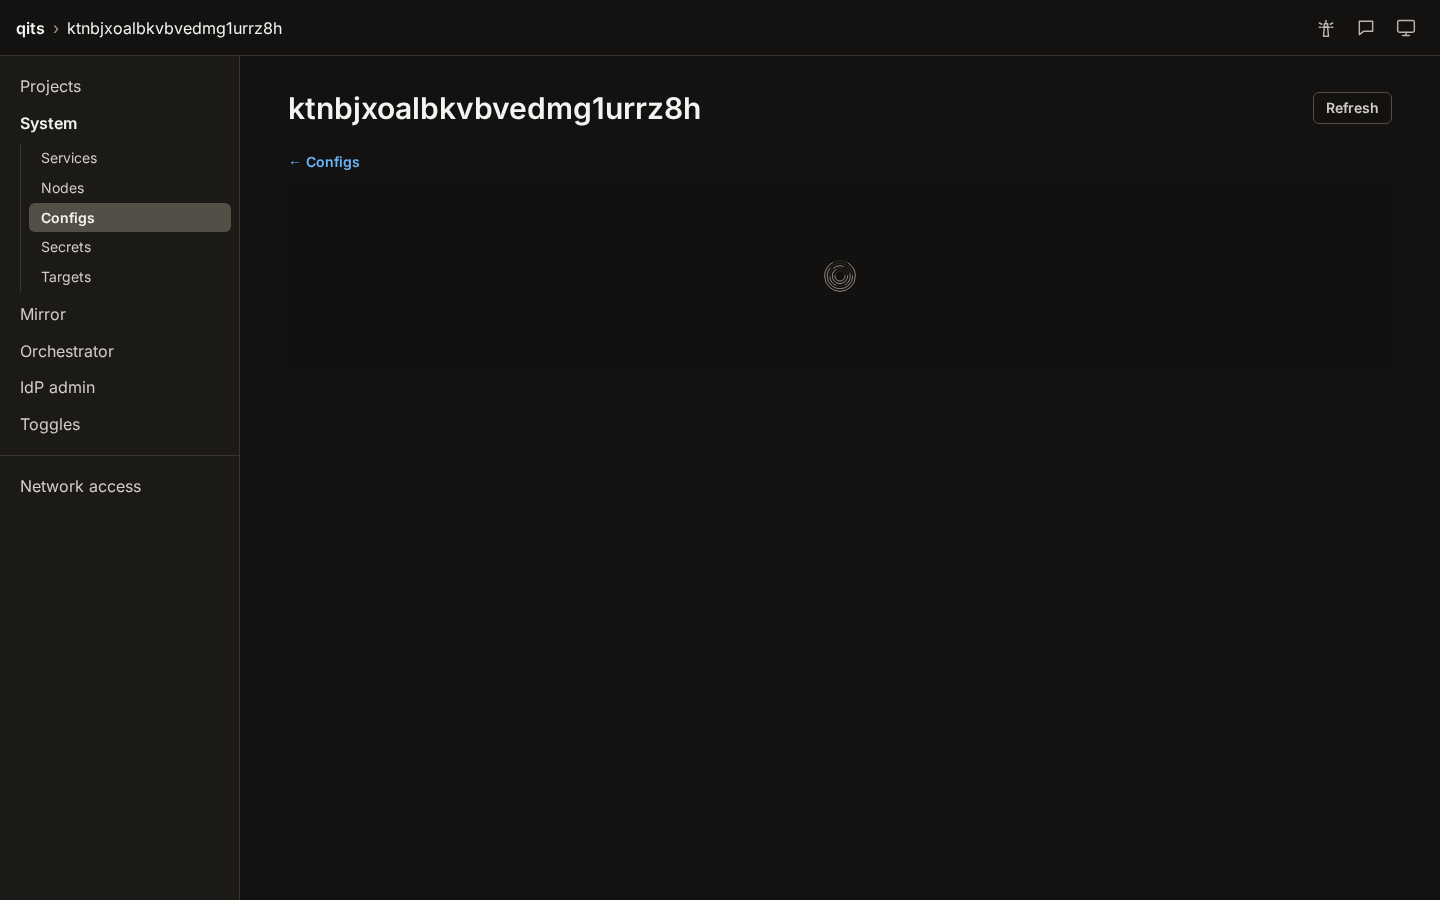 qits › ktnbjxoalbkvbvedmg1urrz8h
Projects
System
Services
Nodes
Configs
Secrets
Targets
Mirror
Orchestrator
IdP admin
Toggles
Network access
ktnbjxoalbkvbvedmg1urrz8h
Refresh
← Configs